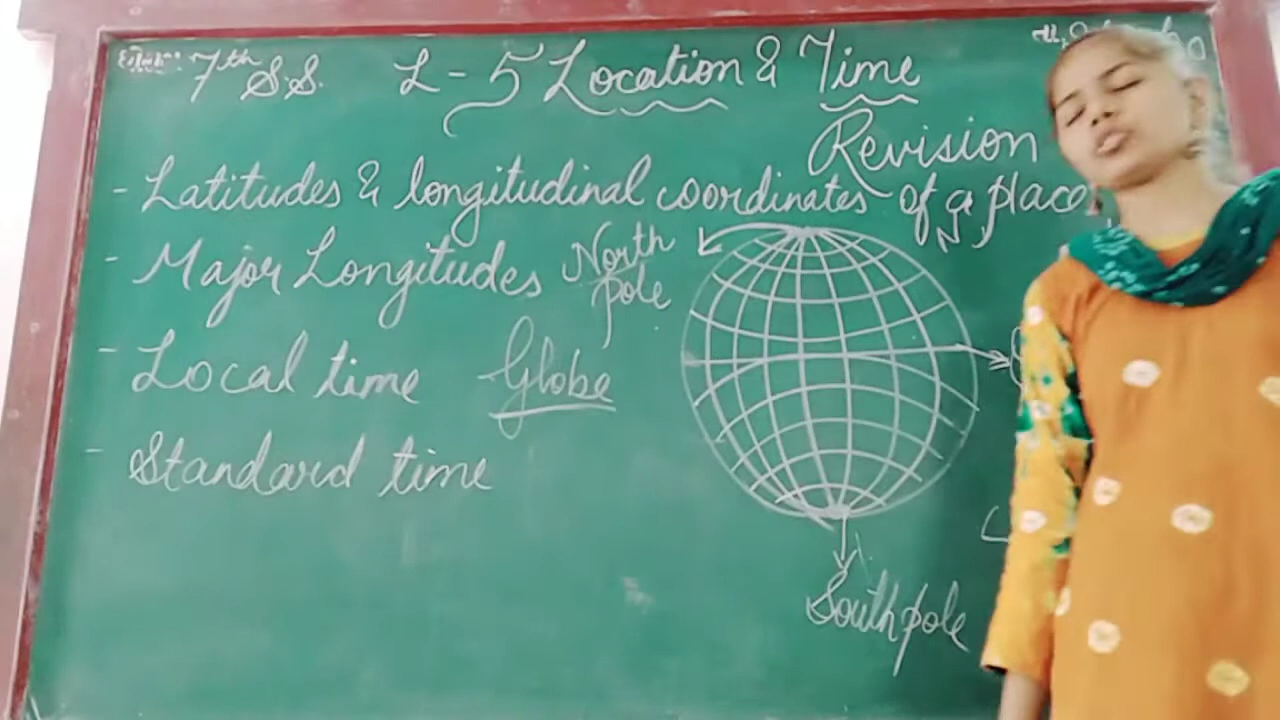 7th S.S. L-5 Location & Time
Revision
- Latitudes & longitudinal coordinates of a place
- Major Longitudes
North
pole
- Local time
Globe
- Standard time
South pole